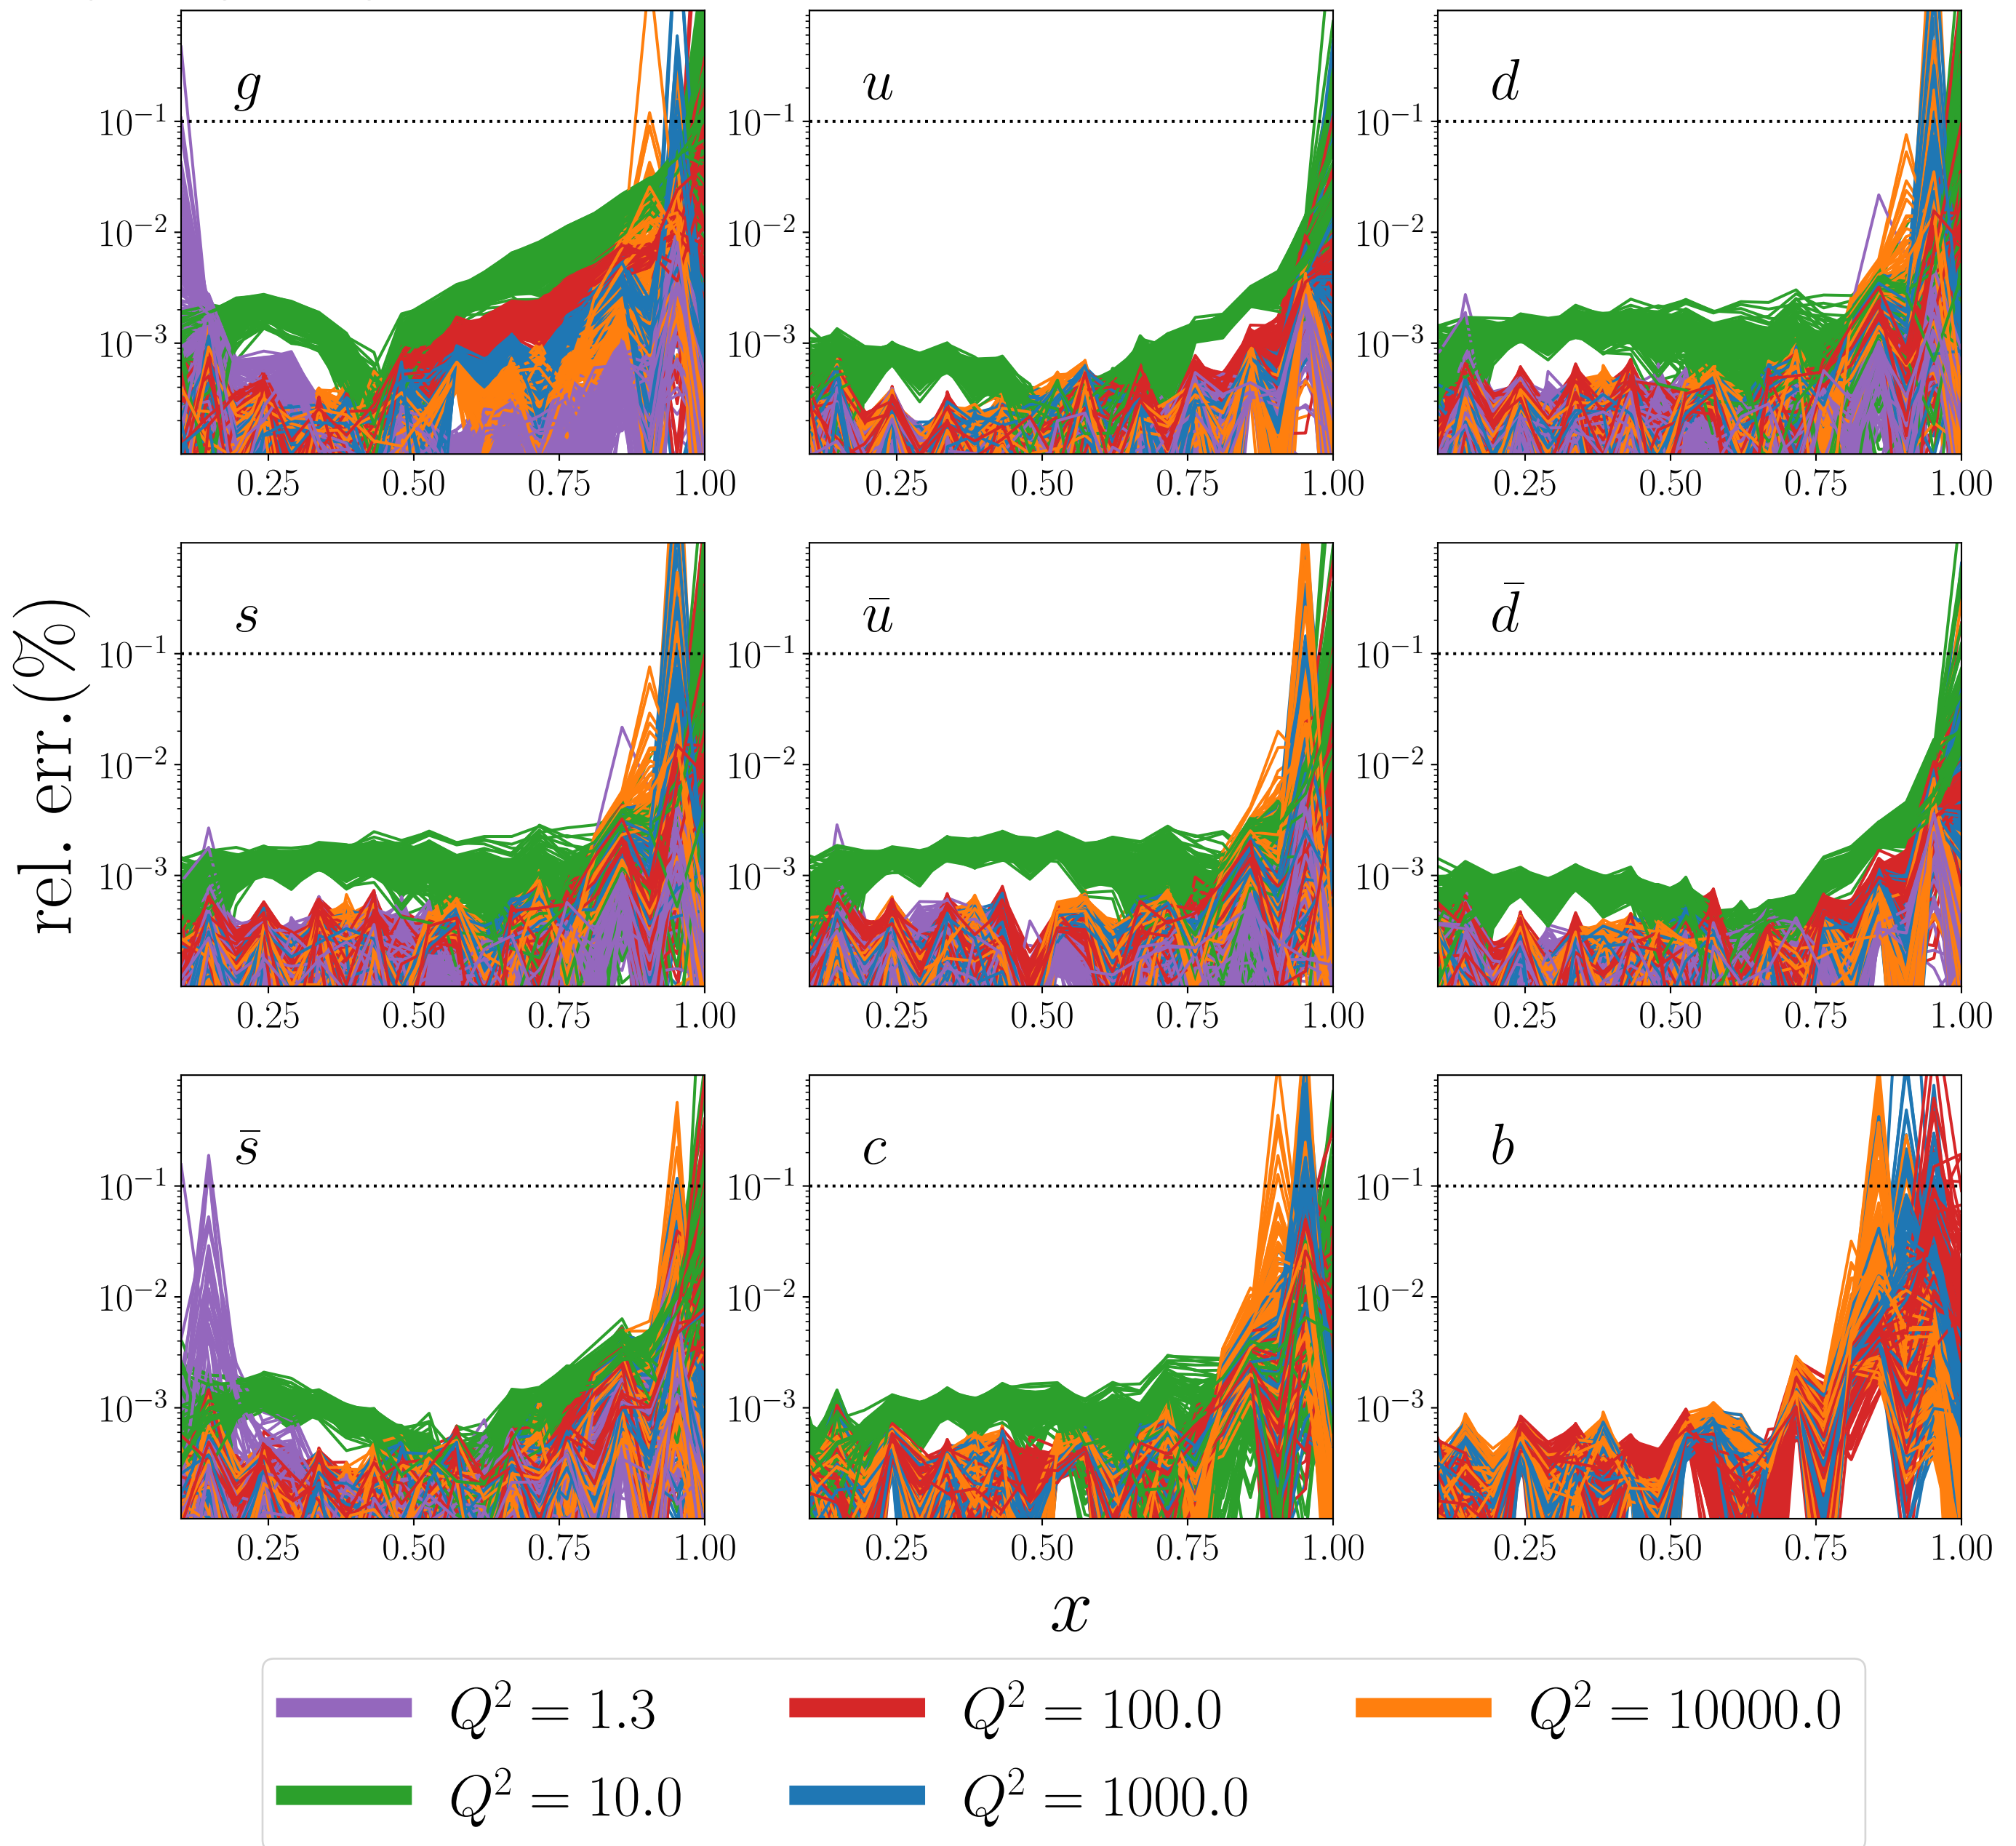 g u d
10⁻¹ 10⁻¹ 10⁻¹
10⁻² 10⁻² 10⁻²
10⁻³ 10⁻³ 10⁻³
0.25 0.50 0.75 1.00 0.25 0.50 0.75 1.00 0.25 0.50 0.75 1.00
rel. err.(%)
s u̅ d̅
10⁻¹ 10⁻¹ 10⁻¹
10⁻² 10⁻² 10⁻²
10⁻³ 10⁻³ 10⁻³
0.25 0.50 0.75 1.00 0.25 0.50 0.75 1.00 0.25 0.50 0.75 1.00
s̅ c b
10⁻¹ 10⁻¹ 10⁻¹
10⁻² 10⁻² 10⁻²
10⁻³ 10⁻³ 10⁻³
0.25 0.50 0.75 1.00 0.25 0.50 0.75 1.00 0.25 0.50 0.75 1.00
x
Q² = 1.3 Q² = 100.0 Q² = 10000.0
Q² = 10.0 Q² = 1000.0